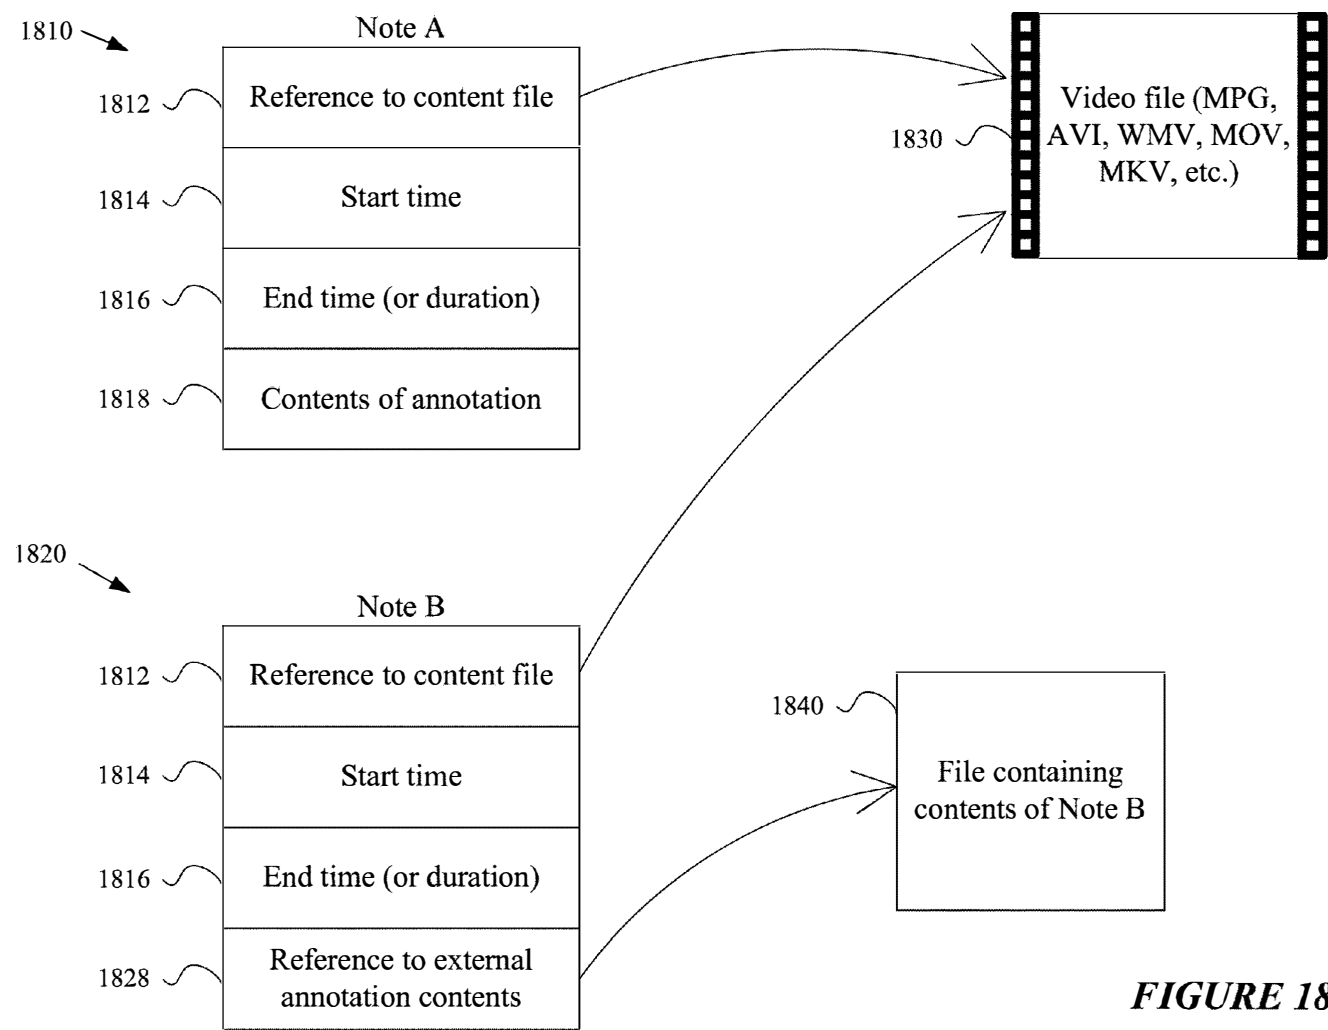 1810
Note A
1812
Reference to content file
1814
Start time
1816
End time (or duration)
1818
Contents of annotation
1830
Video file (MPG,
AVI, WMV, MOV,
MKV, etc.)
1820
Note B
1812
Reference to content file
1814
Start time
1816
End time (or duration)
1828
Reference to external
annotation contents
1840
File containing
contents of Note B
FIGURE 18